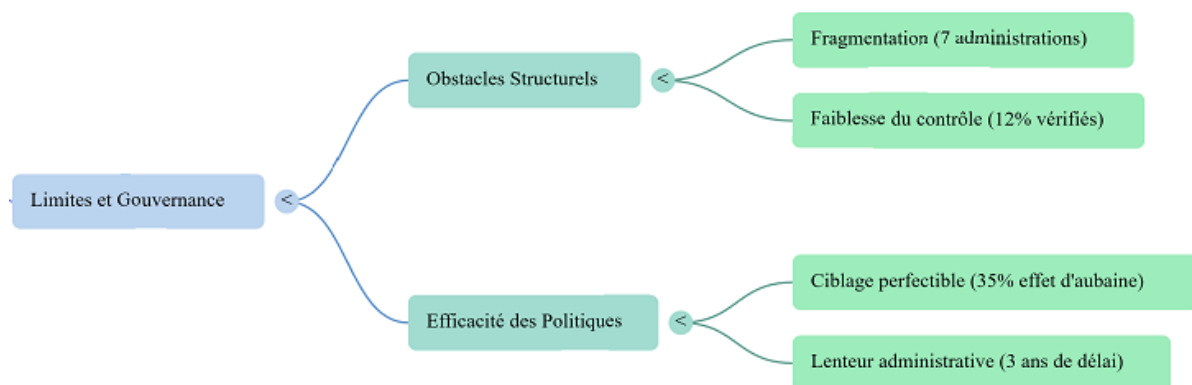 Fragmentation (7 administrations)
Obstacles Structurels
<
Faiblesse du contrôle (12% vérifiés)
Limites et Gouvernance
<
Ciblage perfectible (35% effet d'aubaine)
Efficacité des Politiques
<
Lenteur administrative (3 ans de délai)